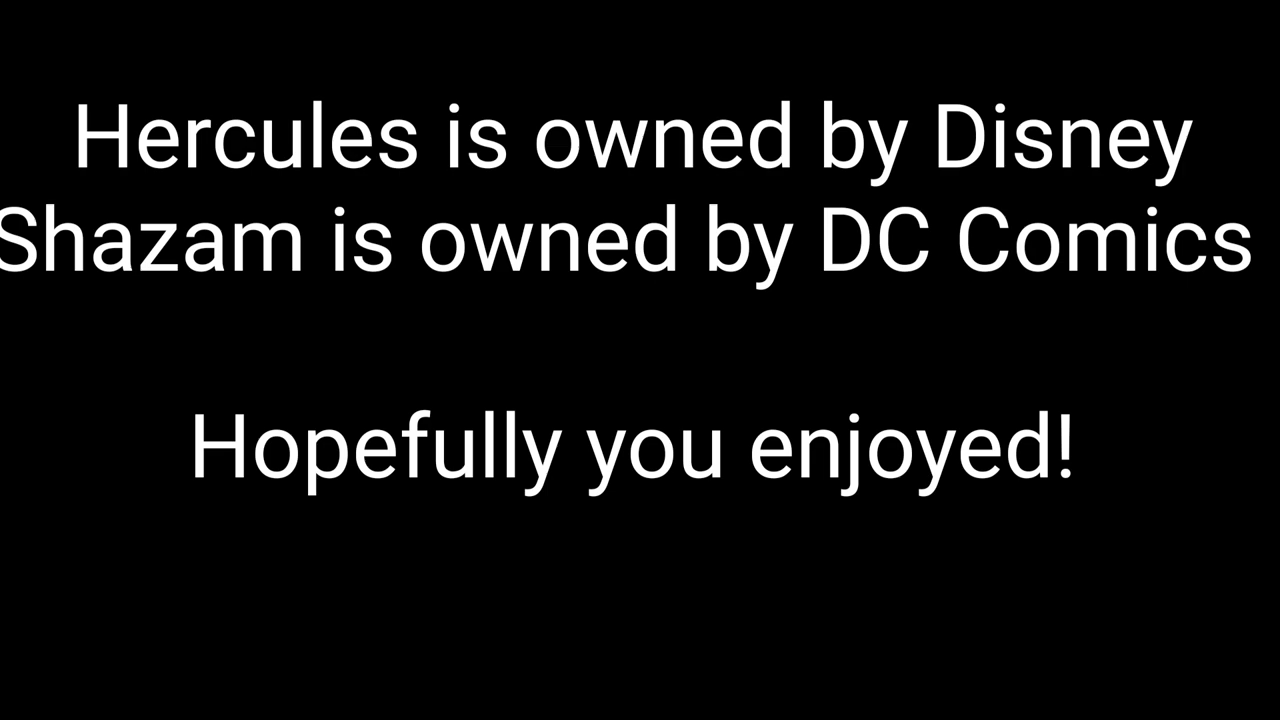 Hercules is owned by Disney
Shazam is owned by DC Comics
Hopefully you enjoyed!